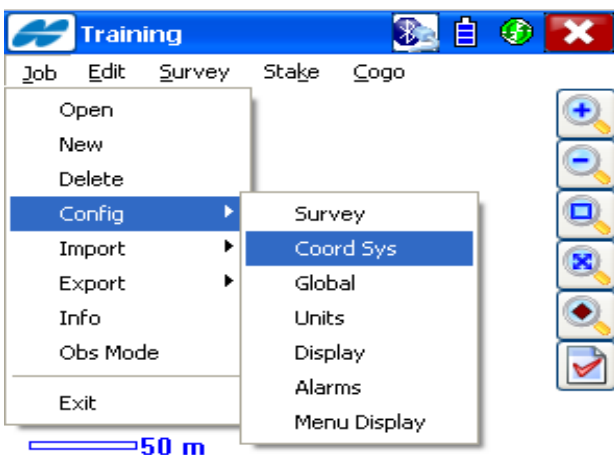 Training
Job Edit Survey Stake Cogo
Open
New
Delete
Config
Import
Export
Info
Obs Mode
Exit
Survey
Coord Sys
Global
Units
Display
Alarms
Menu Display
50 m